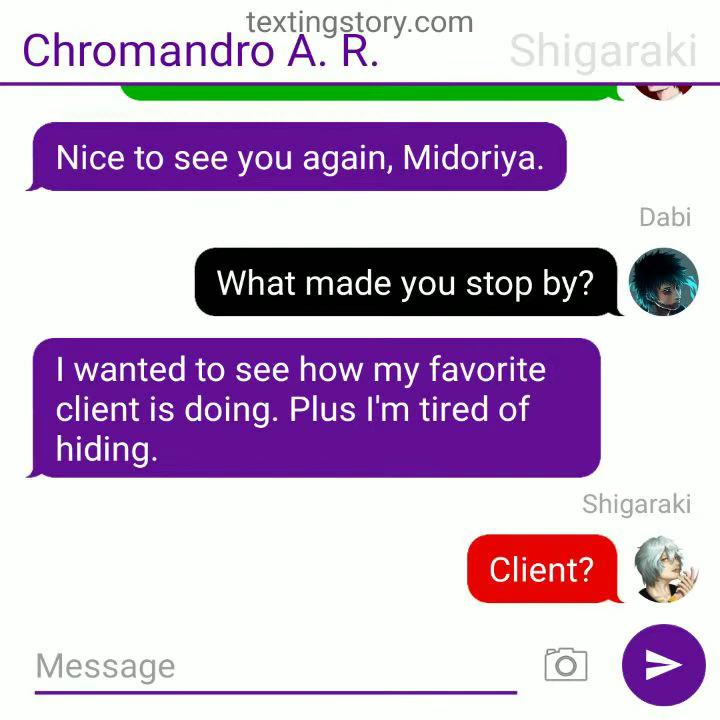 textingstory.com
Chromandro A. R.
Shigaraki
Nice to see you again, Midoriya.
Dabi
What made you stop by?
I wanted to see how my favorite
client is doing. Plus I'm tired of
hiding.
Shigaraki
Client?
Message